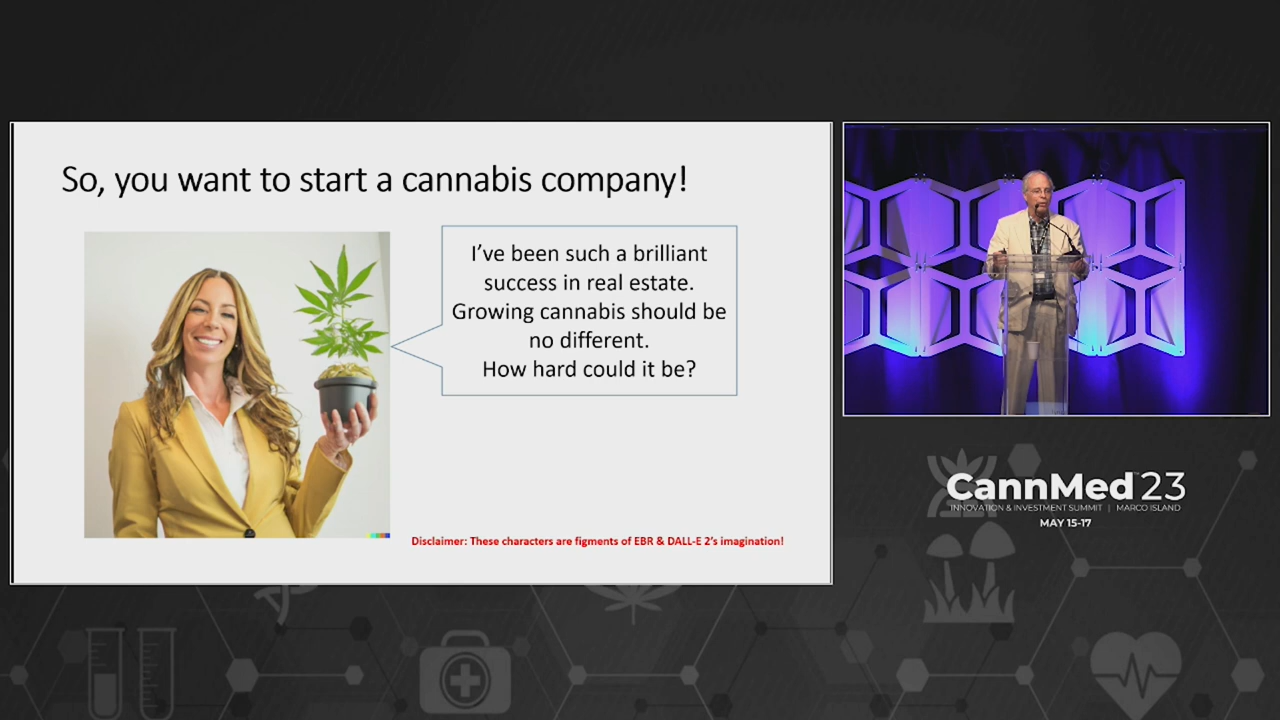 So, you want to start a cannabis company!
I've been such a brilliant
success in real estate.
Growing cannabis should be
no different.
How hard could it be?
Disclaimer: These characters are figments of EBR & DALL-E 2's imagination!
CannMed™23
INNOVATION & INVESTMENT SUMMIT | MARCO ISLAND
MAY 15-17